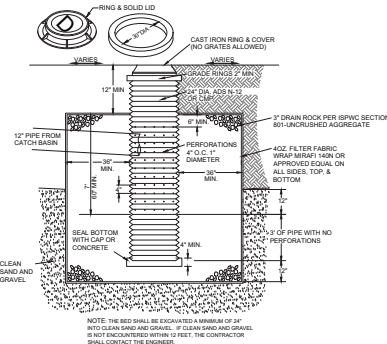 RING & SOLID LID
30"DIA
CAST IRON RING & COVER
(NO GRATES ALLOWED)
VARIES
VARIES
12" MIN
GRADE RINGS 2" MIN
24" DIA. ADS N-12
OR CMP
6" MIN.
3" DRAIN ROCK PER ISPWC SECTION
801-UNCRUSHED AGGREGATE
12" PIPE FROM
CATCH BASIN
PERFORATIONS
4" O.C. 1"
DIAMETER
4OZ. FILTER FABRIC
WRAP MIRAFI 140N OR
APPROVED EQUAL ON
ALL SIDES, TOP, &
BOTTOM
36"
MIN.
36"
MIN.
7'
60' MIN.
4"
12"
3' OF PIPE WITH NO
PERFORATIONS
SEAL BOTTOM
WITH CAP OR
CONCRETE
4" MIN.
12"
CLEAN
SAND AND
GRAVEL
NOTE: THE BED SHALL BE EXCAVATED A MINIMUM OF 24"
INTO CLEAN SAND AND GRAVEL. IF CLEAN SAND AND GRAVEL
IS NOT ENCOUNTERED WITHIN 12 FEET, THE CONTRACTOR
SHALL CONTACT THE ENGINEER.